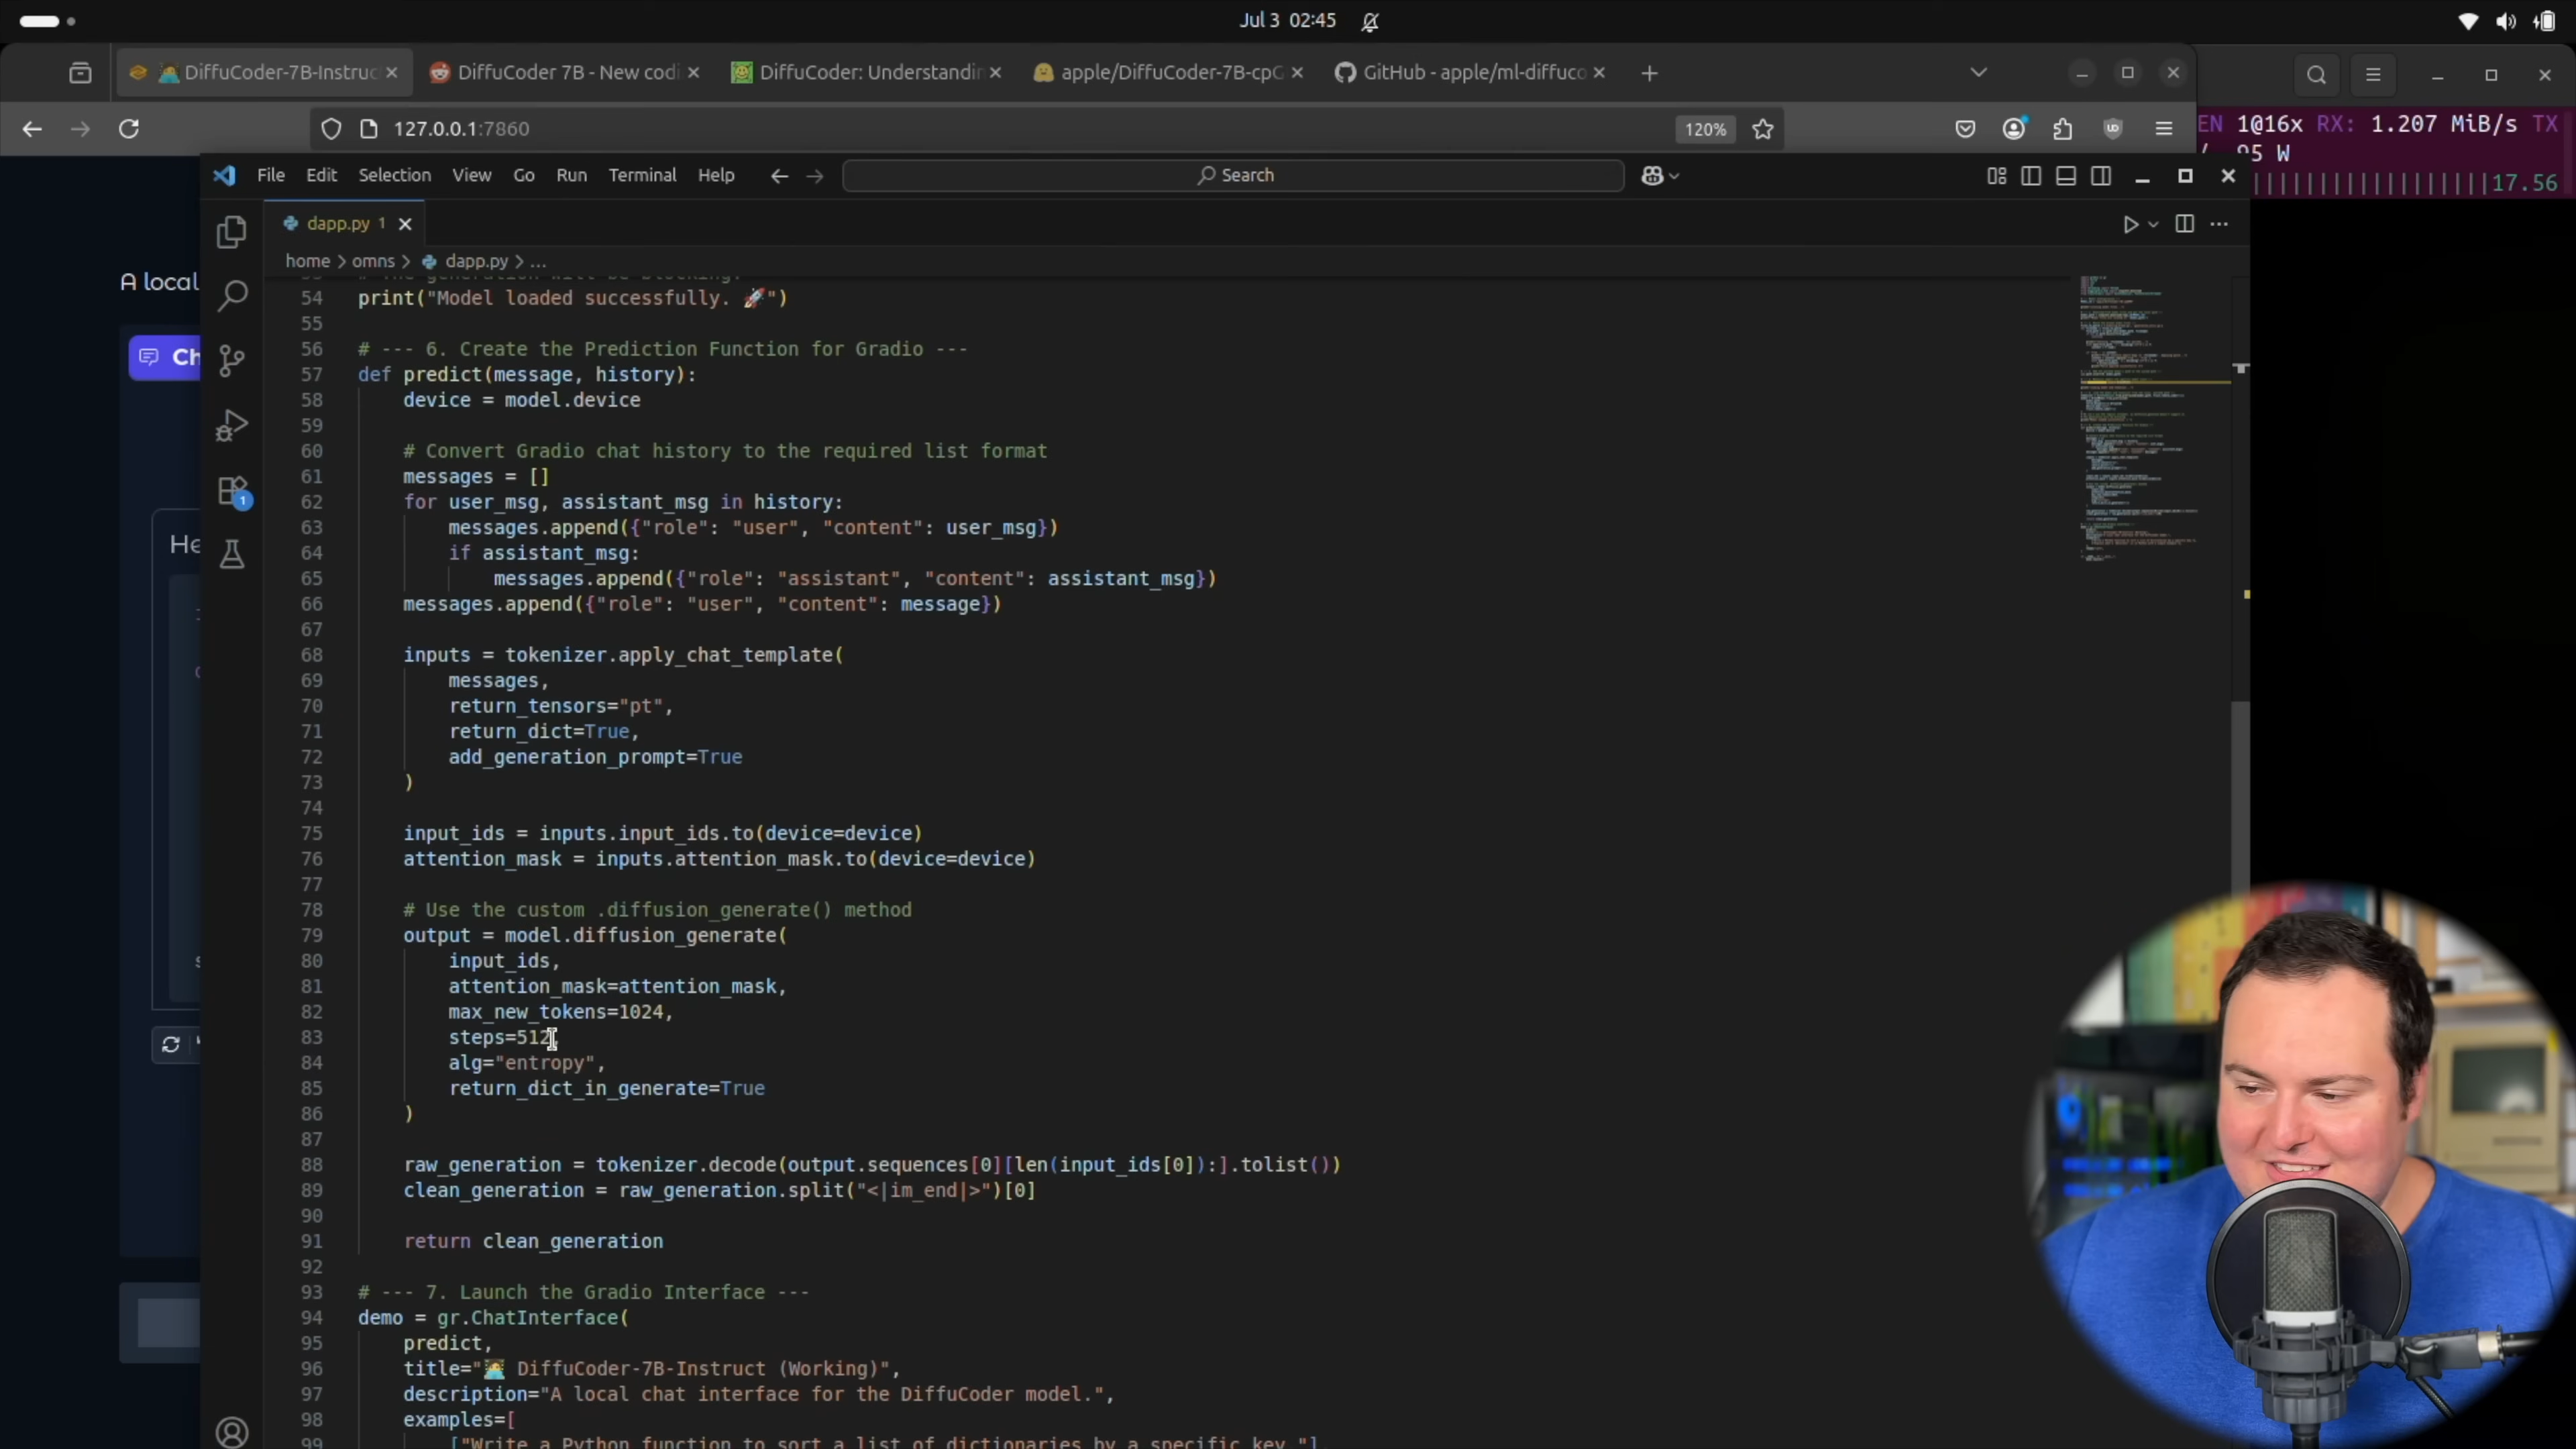 Jul 3 02:45
DiffuCoder-7B-Instruc
DiffuCoder 7B - New codi
DiffuCoder: Understandin
apple/DiffuCoder-7B-cpG
GitHub - apple/ml-diffuco
127.0.0.1:7860
120%
EN 1@16x RX: 1.207 MiB/s TX
95 W
17.56
File Edit Selection View Go Run Terminal Help
Search
dapp.py 1
home > omns > dapp.py > ...
A local
Ch
He
1
54 print("Model loaded successfully. 🚀")
55
56 # --- 6. Create the Prediction Function for Gradio ---
57 def predict(message, history):
58 device = model.device
59
60 # Convert Gradio chat history to the required list format
61 messages = []
62 for user_msg, assistant_msg in history:
63 messages.append({"role": "user", "content": user_msg})
64 if assistant_msg:
65 messages.append({"role": "assistant", "content": assistant_msg})
66 messages.append({"role": "user", "content": message})
67
68 inputs = tokenizer.apply_chat_template(
69 messages,
70 return_tensors="pt",
71 return_dict=True,
72 add_generation_prompt=True
73 )
74
75 input_ids = inputs.input_ids.to(device=device)
76 attention_mask = inputs.attention_mask.to(device=device)
77
78 # Use the custom .diffusion_generate() method
79 output = model.diffusion_generate(
80 input_ids,
81 attention_mask=attention_mask,
82 max_new_tokens=1024,
83 steps=512,
84 alg="entropy",
85 return_dict_in_generate=True
86 )
87
88 raw_generation = tokenizer.decode(output.sequences[0][len(input_ids[0]):].tolist())
89 clean_generation = raw_generation.split("<|im_end|>")[0]
90
91 return clean_generation
92
93 # --- 7. Launch the Gradio Interface ---
94 demo = gr.ChatInterface(
95 predict,
96 title="🧑‍💻 DiffuCoder-7B-Instruct (Working)",
97 description="A local chat interface for the DiffuCoder model.",
98 examples=[
99 ["Write a Python function to sort a list of dictionaries by a specific key."],